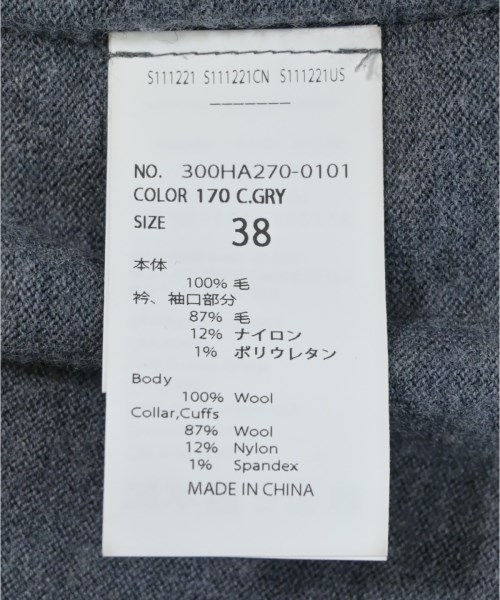 S111221 S111221CN S111221US
———————
NO. 300HA270-0101
COLOR 170 C.GRY
SIZE 38
本体
100% 毛
衿、袖口部分
87% 毛
12% ナイロン
1% ポリウレタン
Body
100% Wool
Collar,Cuffs
87% Wool
12% Nylon
1% Spandex
MADE IN CHINA